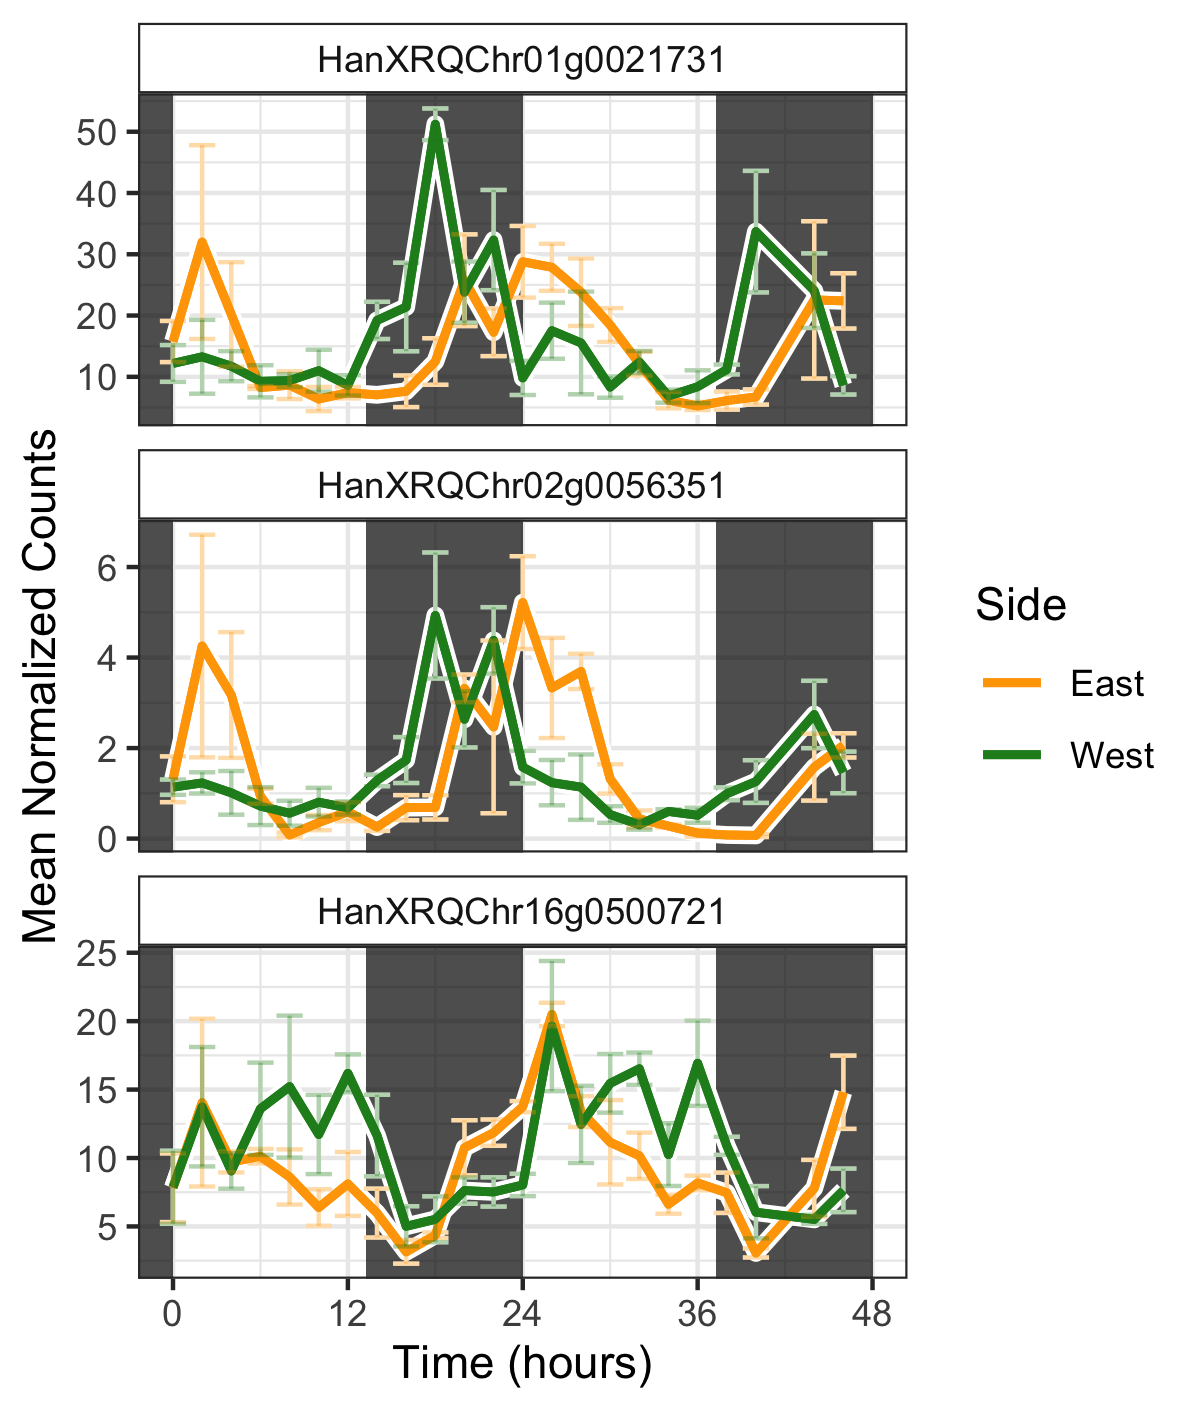 HanXRQChr01g0021731
50
40
30
20
10
HanXRQChr02g0056351
6
4
2
0
HanXRQChr16g0500721
25
20
15
10
5
0 12 24 36 48
Time (hours)
Mean Normalized Counts
Side
East
West